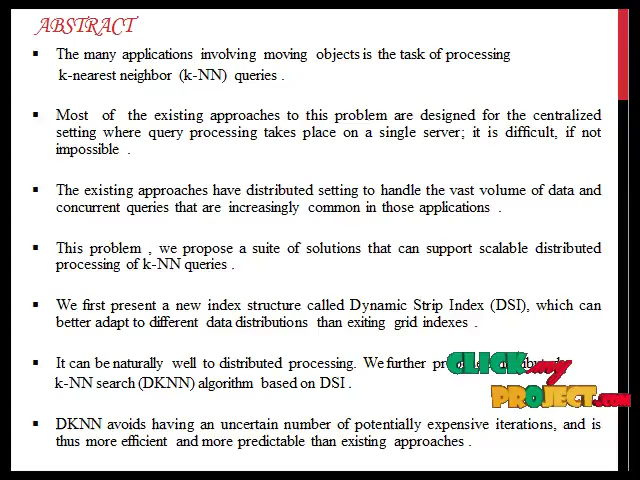 ABSTRACT
▪ The many applications involving moving objects is the task of processing
k-nearest neighbor (k-NN) queries .
▪ Most of the existing approaches to this problem are designed for the centralized
setting where query processing takes place on a single server; it is difficult, if not
impossible .
▪ The existing approaches have distributed setting to handle the vast volume of data and
concurrent queries that are increasingly common in those applications .
▪ This problem , we propose a suite of solutions that can support scalable distributed
processing of k-NN queries .
▪ We first present a new index structure called Dynamic Strip Index (DSI), which can
better adapt to different data distributions than exiting grid indexes .
▪ It can be naturally well to distributed processing. We further
k-NN search (DKNN) algorithm based on DSI .
CLICK my
PROJECT.COM
▪ DKNN avoids having an uncertain number of potentially expensive iterations, and is
thus more efficient and more predictable than existing approaches .